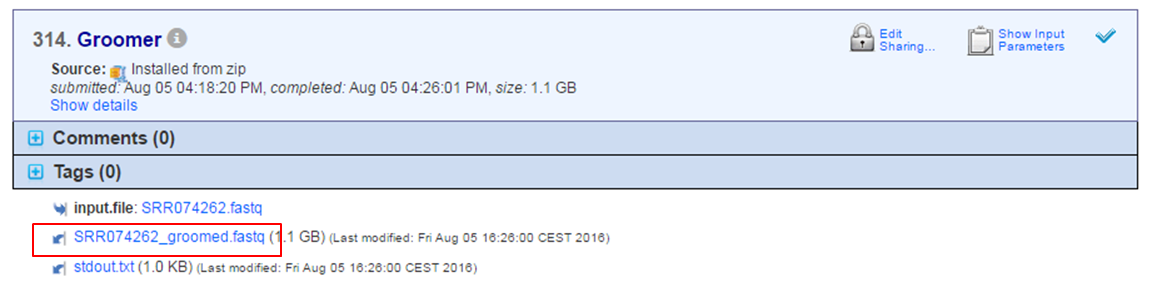 314. Groomer
Edit
Sharing...
Show Input
Parameters
Source: Installed from zip
submitted: Aug 05 04:18:20 PM, completed: Aug 05 04:26:01 PM, size: 1.1 GB
Show details
Comments (0)
Tags (0)
input.file: SRR074262.fastq
SRR074262_groomed.fastq (1.1 GB) (Last modified: Fri Aug 05 16:26:00 CEST 2016)
stdout.txt (1.0 KB) (Last modified: Fri Aug 05 16:26:00 CEST 2016)